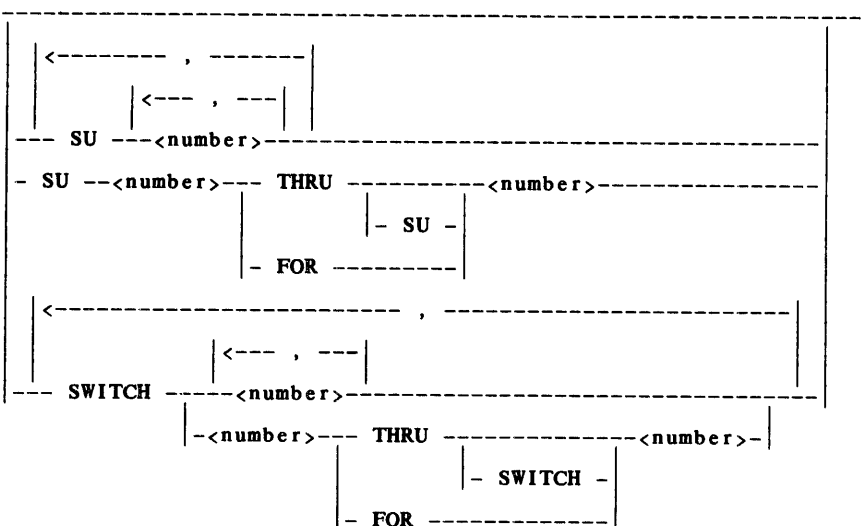 <-------- , -------
<--- , ---
--- SU ---<number>--------------------------------------
- SU --<number>--- THRU ----------<number>---------------
- SU -
- FOR ----------
<------------------------- , -------------------------
<--- , ---
--- SWITCH ------<number>----------------------------------
-<number>--- THRU --------------<number>-
- SWITCH -
- FOR -------------